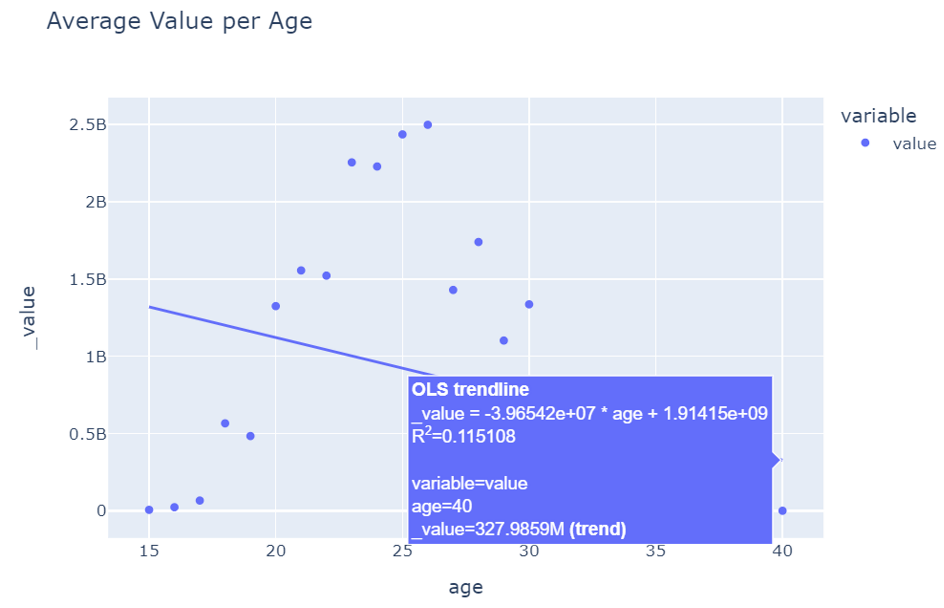 Average Value per Age
variable
value
2.5B
2B
1.5B
1B
0.5B
0
_value
OLS trendline
_value = -3.96542e+07 * age + 1.91415e+09
R²=0.115108
variable=value
age=40
_value=327.9859M (trend)
15
20
25
30
35
40
age